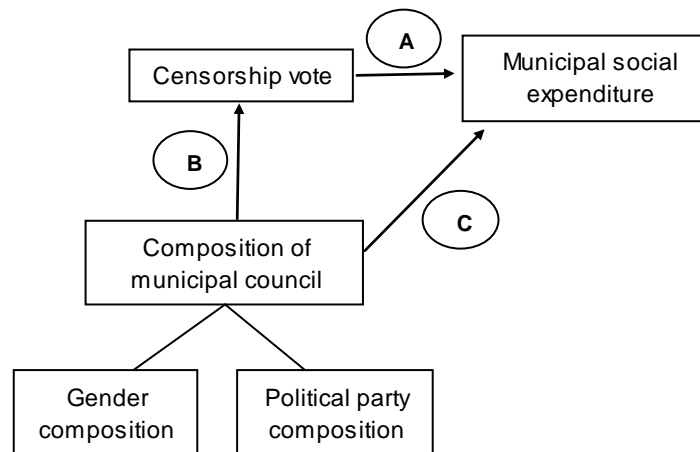 A
Censorship vote
Municipal social
expenditure
B
C
Composition of
municipal council
Gender
composition
Political party
composition